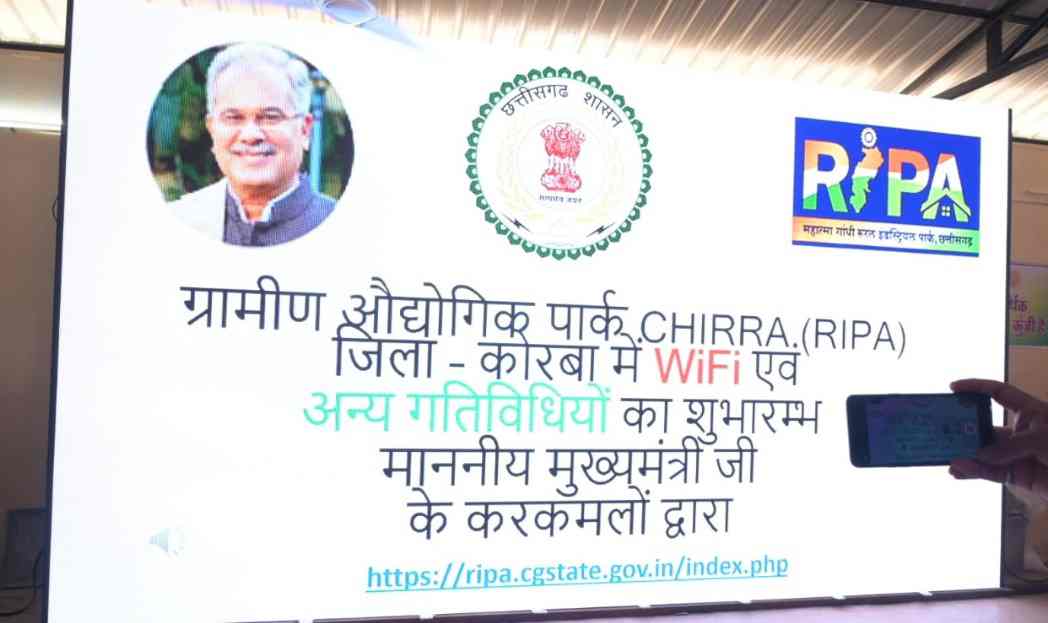 छत्तीसगढ शासन
सत्यमेव जयते
RIPA
महात्मा गांधी रूरल इंडस्ट्रियल पार्क, छत्तीसगढ़
ग्रामीण औद्योगिक पार्क CHIRRA (RIPA)
जिला - कोरबा में WiFi एवं
अन्य गतिविधियों का शुभारम्भ
माननीय मुख्यमंत्री जी
के करकमलों द्वारा
https://ripa.cgstate.gov.in/index.php